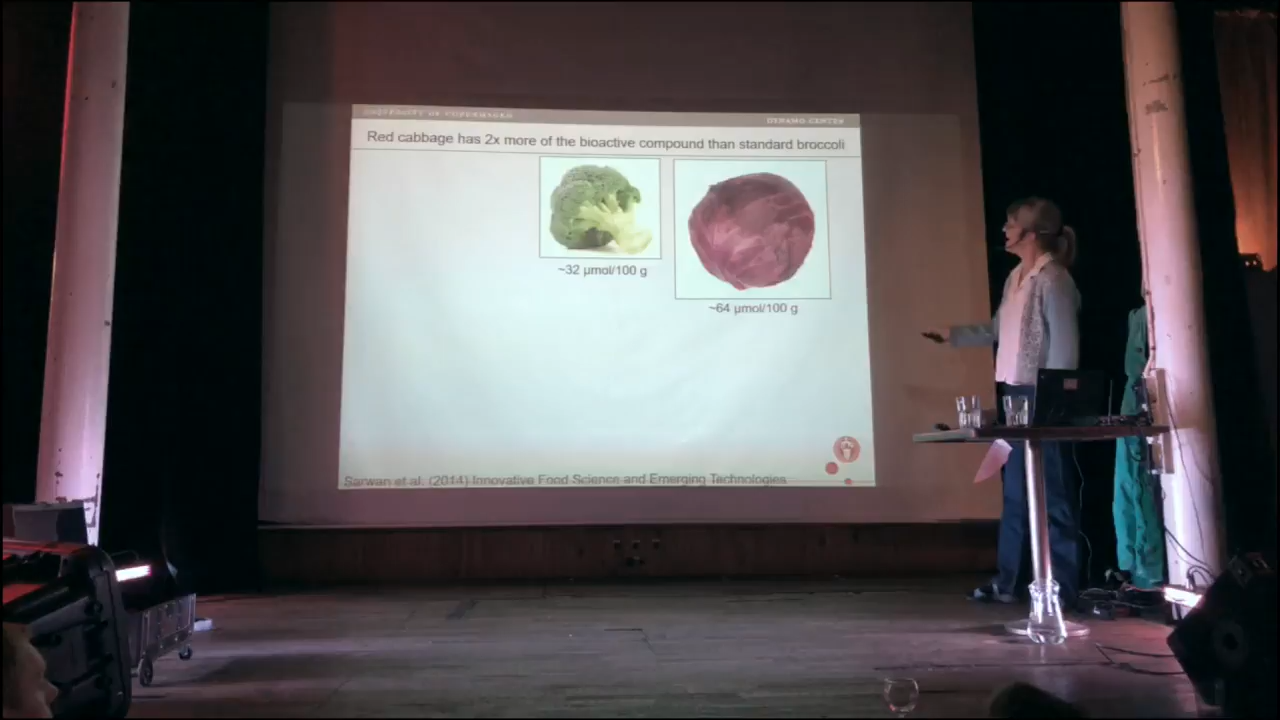 UNIVERSITY OF COPENHAGEN
DYNAMO CENTER
Red cabbage has 2x more of the bioactive compound than standard broccoli
~32 µmol/100 g
~64 µmol/100 g
Sarwan et al. (2014) Innovative Food Science and Emerging Technologies